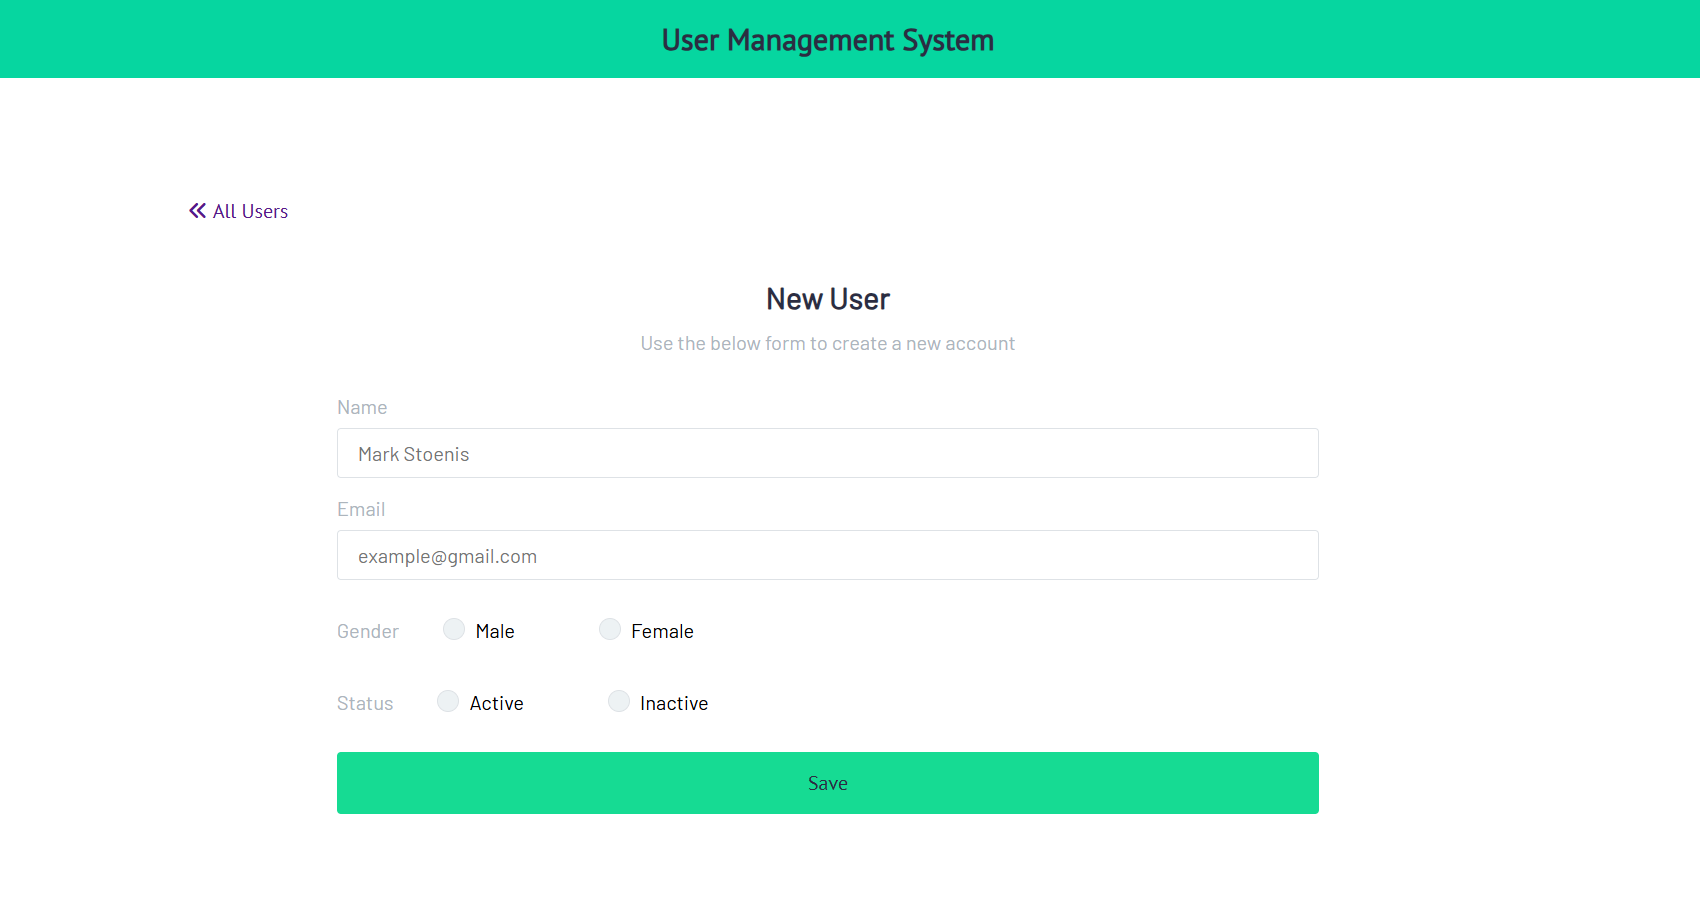 User Management System
All Users
New User
Use the below form to create a new account
Name
Mark Stoenis
Email
example@gmail.com
Gender Male Female
Status Active Inactive
Save